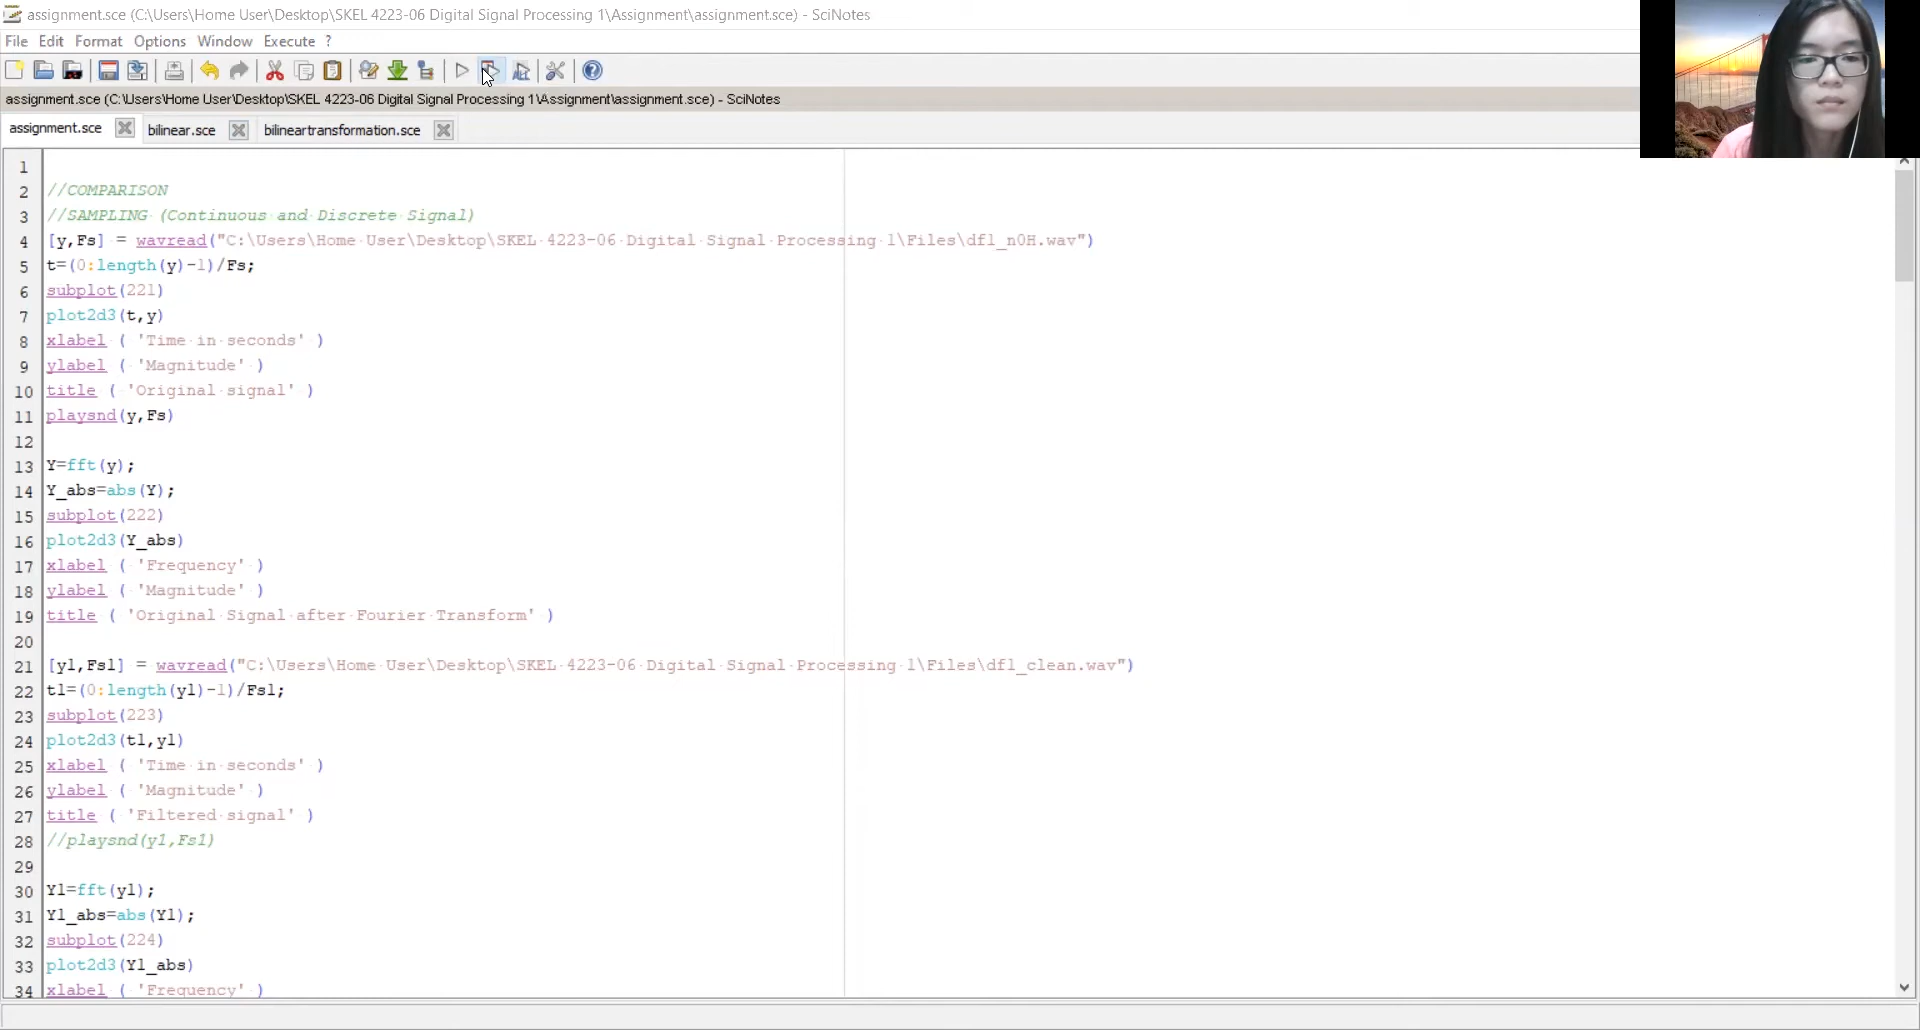 assignment.sce (C:\Users\Home User\Desktop\SKEL 4223-06 Digital Signal Processing 1\Assignment\assignment.sce) - SciNotes
File Edit Format Options Window Execute ?
assignment.sce (C:\Users\Home User\Desktop\SKEL 4223-06 Digital Signal Processing 1\Assignment\assignment.sce) - SciNotes
assignment.sce bilinear.sce bilineartransformation.sce
1
2 //COMPARISON
3 //SAMPLING (Continuous and Discrete Signal)
4 [y,Fs] = wavread("C:\Users\Home User\Desktop\SKEL 4223-06 Digital Signal Processing 1\Files\df1_n0H.wav")
5 t=(0:length(y)-1)/Fs;
6 subplot(221)
7 plot2d3(t,y)
8 xlabel ( 'Time in seconds' )
9 ylabel ( 'Magnitude' )
10 title ( 'Original signal' )
11 playsnd(y,Fs)
12
13 Y=fft(y);
14 Y_abs=abs(Y);
15 subplot(222)
16 plot2d3(Y_abs)
17 xlabel ( 'Frequency' )
18 ylabel ( 'Magnitude' )
19 title ( 'Original Signal after Fourier Transform' )
20
21 [y1,Fs1] = wavread("C:\Users\Home User\Desktop\SKEL 4223-06 Digital Signal Processing 1\Files\df1_clean.wav")
22 t1=(0:length(y1)-1)/Fs1;
23 subplot(223)
24 plot2d3(t1,y1)
25 xlabel ( 'Time in seconds' )
26 ylabel ( 'Magnitude' )
27 title ( 'Filtered signal' )
28 //playsnd(y1,Fs1)
29
30 Y1=fft(y1);
31 Y1_abs=abs(Y1);
32 subplot(224)
33 plot2d3(Y1_abs)
34 xlabel ( 'Frequency' )